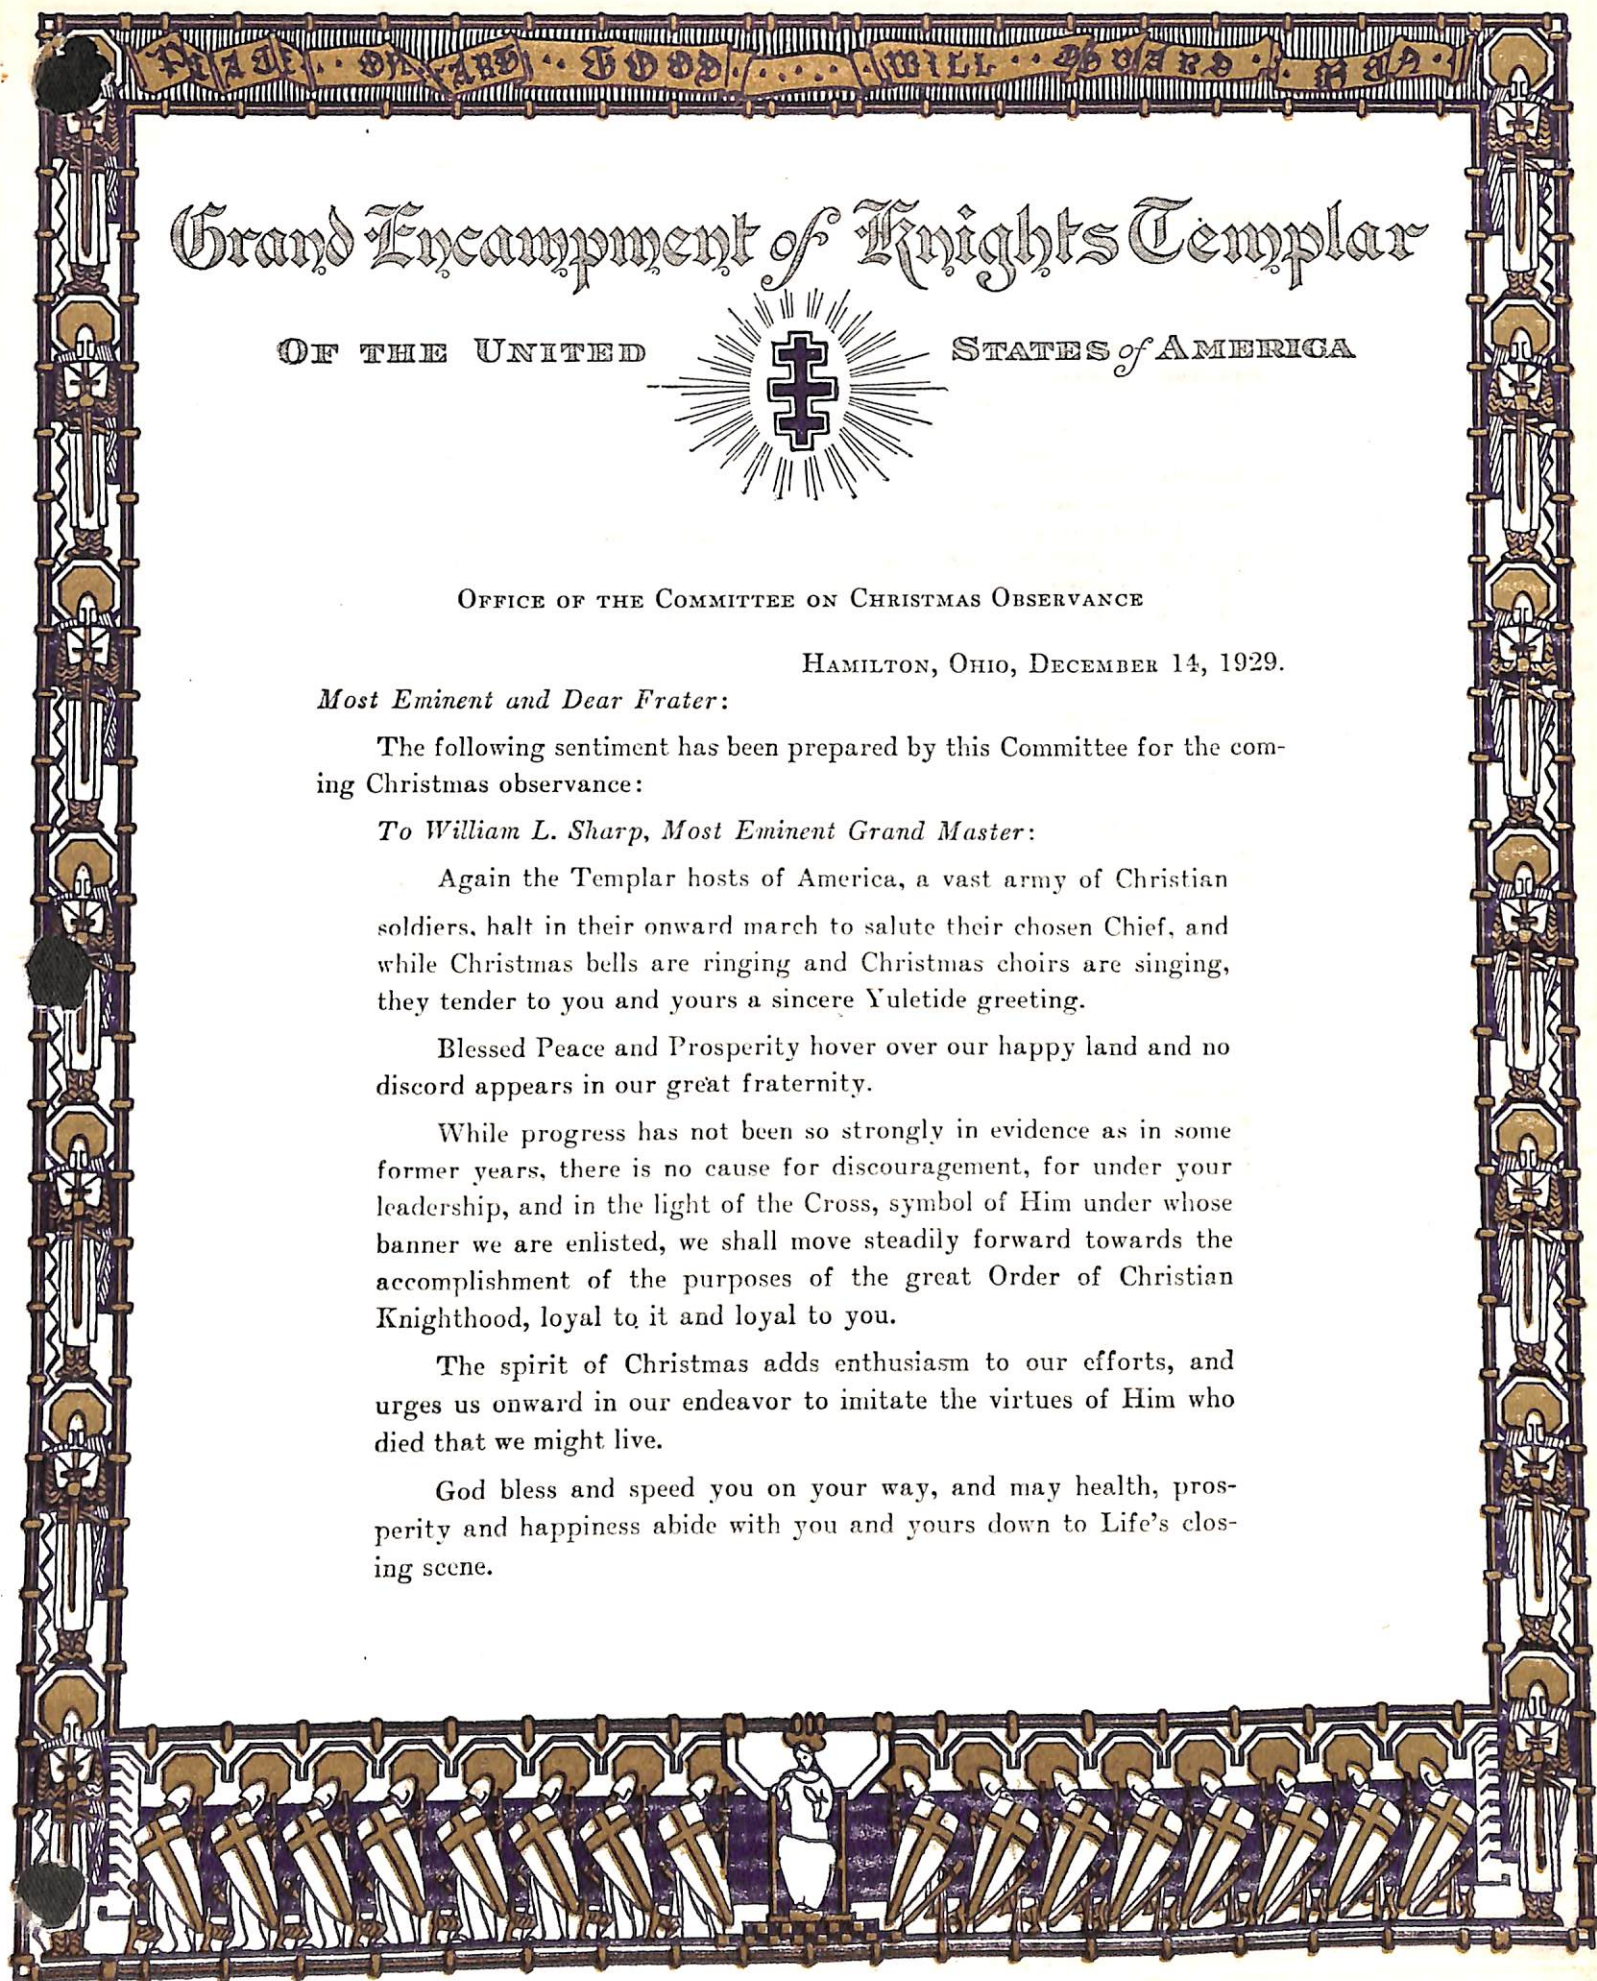 PEACE ON EARTH GOOD WILL TOWARD MEN
Grand Encampment of Knights Templar
OF THE UNITED STATES of AMERICA
OFFICE OF THE COMMITTEE ON CHRISTMAS OBSERVANCE
HAMILTON, OHIO, DECEMBER 14, 1929.
Most Eminent and Dear Frater:
The following sentiment has been prepared by this Committee for the com-
ing Christmas observance:
To William L. Sharp, Most Eminent Grand Master:
Again the Templar hosts of America, a vast army of Christian
soldiers, halt in their onward march to salute their chosen Chief, and
while Christmas bells are ringing and Christmas choirs are singing,
they tender to you and yours a sincere Yuletide greeting.
Blessed Peace and Prosperity hover over our happy land and no
discord appears in our great fraternity.
While progress has not been so strongly in evidence as in some
former years, there is no cause for discouragement, for under your
leadership, and in the light of the Cross, symbol of Him under whose
banner we are enlisted, we shall move steadily forward towards the
accomplishment of the purposes of the great Order of Christian
Knighthood, loyal to it and loyal to you.
The spirit of Christmas adds enthusiasm to our efforts, and
urges us onward in our endeavor to imitate the virtues of Him who
died that we might live.
God bless and speed you on your way, and may health, pros-
perity and happiness abide with you and yours down to Life's clos-
ing scene.